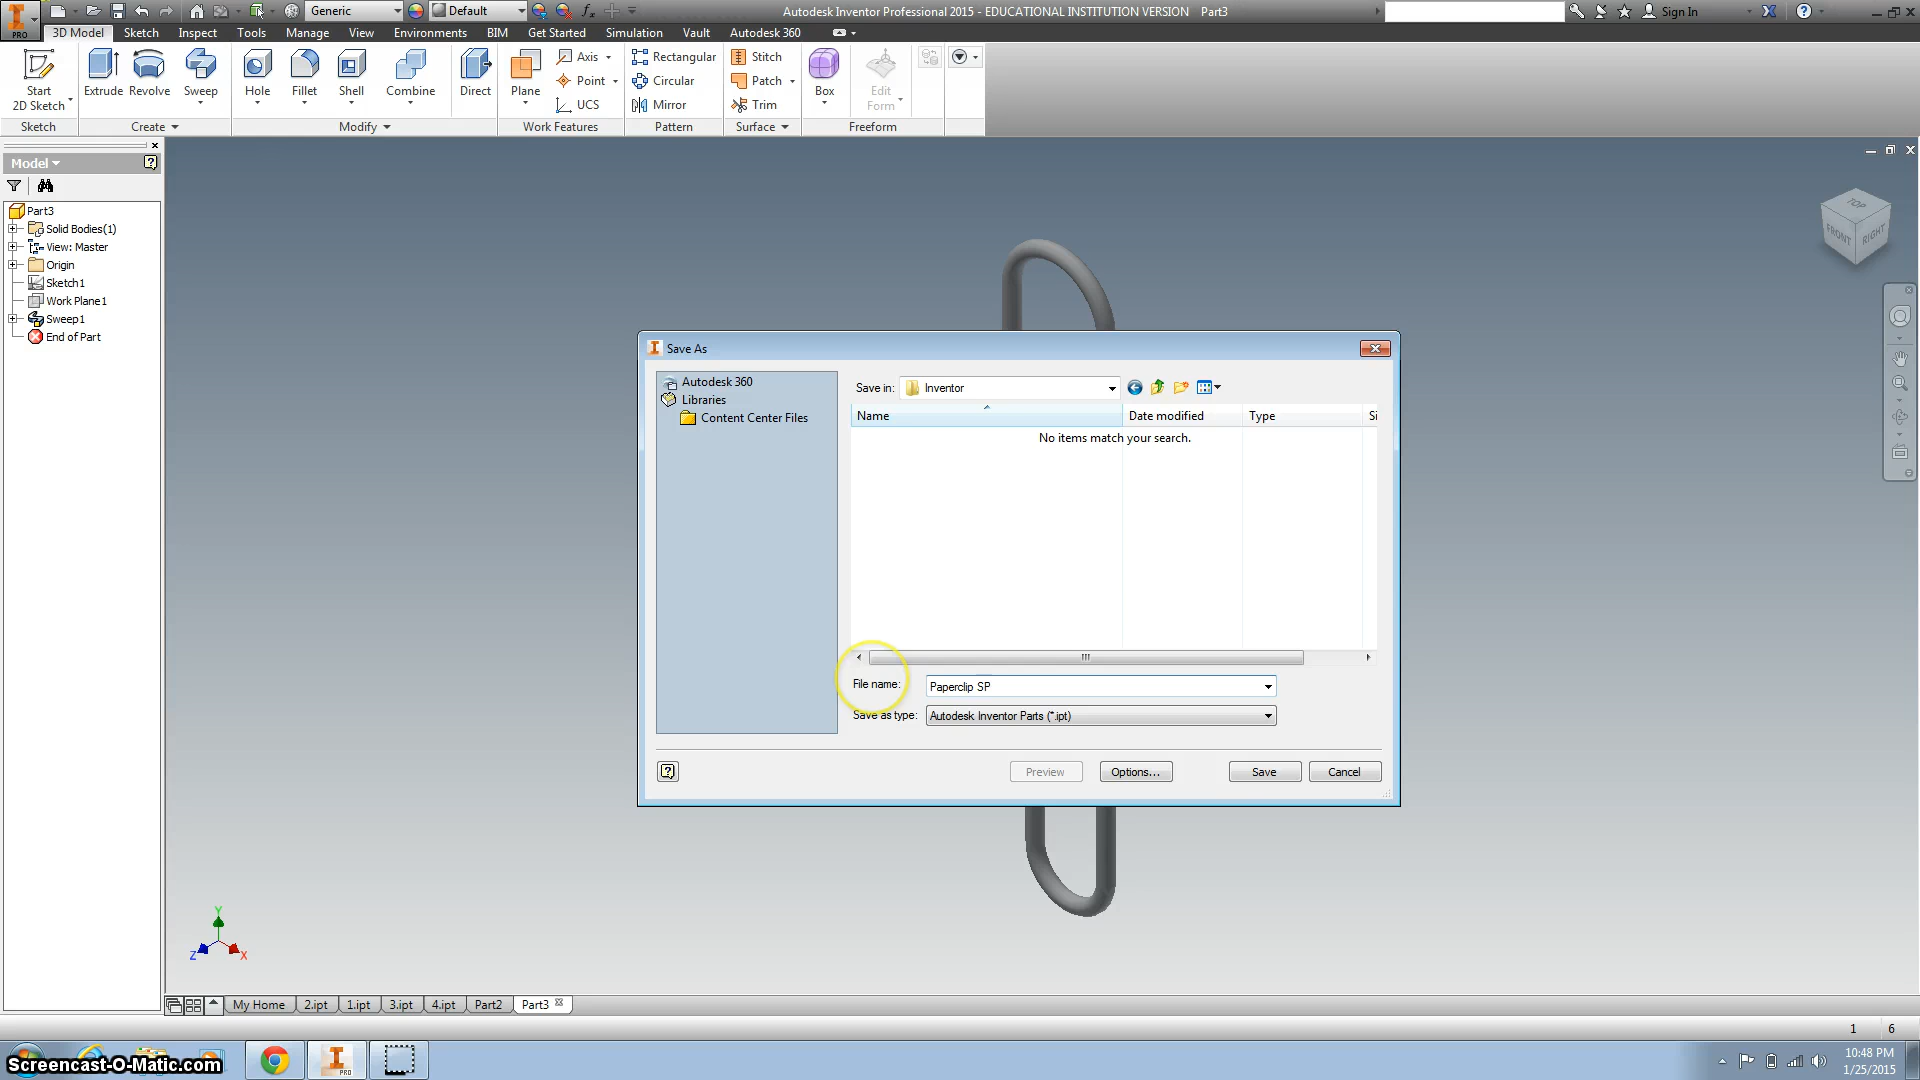 Generic
Default
Autodesk Inventor Professional 2015 - EDUCATIONAL INSTITUTION VERSION Part3
Sign In
PRO
3D Model Sketch Inspect Tools Manage View Environments BIM Get Started Simulation Vault Autodesk 360
Start
2D Sketch
Extrude Revolve Sweep
Hole Fillet Shell Combine
Direct
Plane
Axis
Point
UCS
Rectangular
Circular
Mirror
Stitch
Patch
Trim
Box
Edit
Form
Sketch Create Modify Work Features Pattern Surface Freeform
Model
Part3
Solid Bodies(1)
View: Master
Origin
Sketch1
Work Plane1
Sweep1
End of Part
TOP
FRONT RIGHT
Save As
Autodesk 360
Libraries
Content Center Files
Save in: Inventor
Name Date modified Type Si
No items match your search.
File name: Paperclip SP
Save as type: Autodesk Inventor Parts (*.ipt)
Preview Options... Save Cancel
Y
Z X
My Home 2.ipt 1.ipt 3.ipt 4.ipt Part2 Part3
1 6
Screencast-O-Matic.com
PRO
10:48 PM
1/25/2015